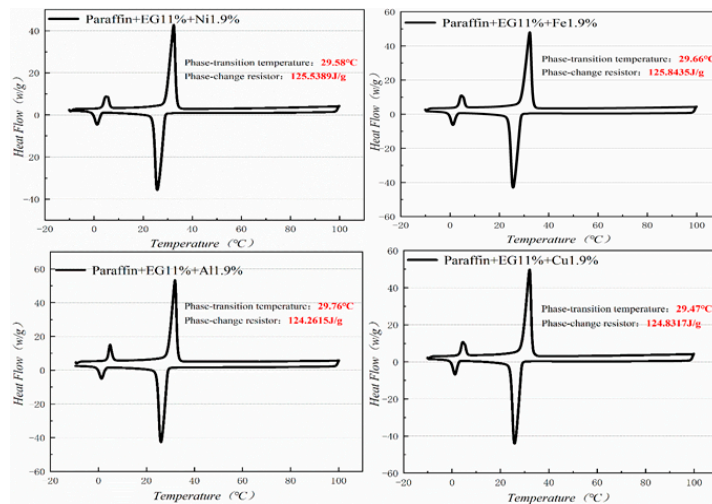 Paraffin+EG11%+Ni1.9%
Phase-transition temperature: 29.58℃
Phase-change resistor: 125.5389J/g
Heat Flow (w/g)
40
20
0
20
-40
-20
0
20
40
60
80
100
Temperature (℃)
Paraffin+EG11%+Fe1.9%
Phase-transition temperature: 29.66℃
Phase-change resistor: 125.8435J/g
Heat Flow (w/g)
60
40
20
0
-20
-40
-60
-20
0
20
40
60
80
100
Temperature (℃)
Paraffin+EG11%+Al1.9%
Phase-transition temperature: 29.76℃
Phase-change resistor: 124.2615J/g
Heat Flow (w/g)
60
40
20
0
20
-40
-60
-20
0
20
40
60
80
100
Temperature (℃)
Paraffin+EG11%+Cu1.9%
Phase-transition temperature: 29.47℃
Phase-change resistor: 124.8317J/g
Heat Flow (w/g)
60
40
20
0
-20
-40
-60
-20
0
20
40
60
80
100
Temperature (℃)